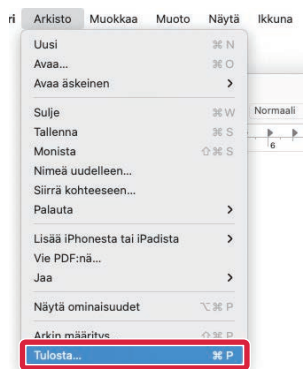 ri Arkisto Muokkaa Muoto Näytä Ikkuna
Uusi ⌘ N
Avaa... ⌘ O
Avaa äskeinen >
Sulje ⌘ W
Tallenna ⌘ S
Monista ⇧ ⌘ S
Nimeä uudelleen...
Siirrä kohteeseen...
Palauta >
Lisää iPhonesta tai iPadista >
Vie PDF:nä...
Jaa >
Näytä ominaisuudet ⌥ ⌘ P
Arkin määritys... ⇧ ⌘ P
Tulosta... ⌘ P
Normaali
6